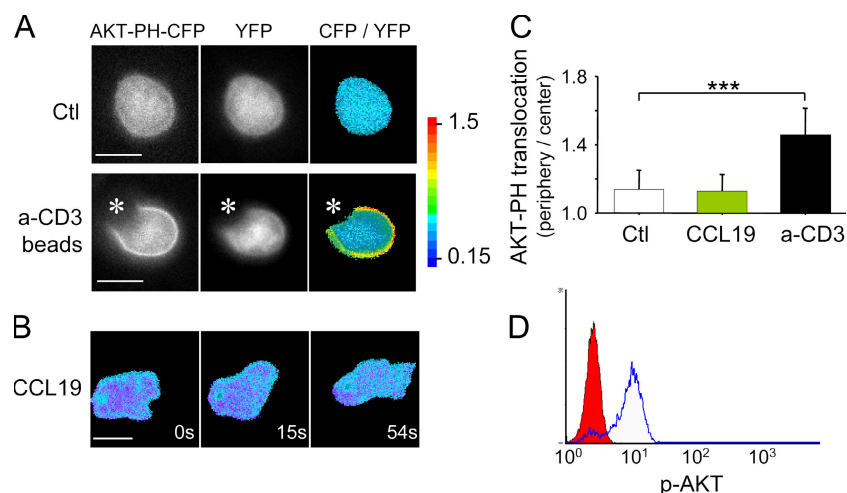 A
AKT-PH-CFP YFP CFP / YFP
Ctl
1.5
a-CD3
beads
* * *
0.15
B
CCL19
0s 15s 54s
C
AKT-PH translocation
(periphery / center)
1.8
1.4
1.0
***
Ctl CCL19 a-CD3
D
10⁰ 10¹ 10² 10³
p-AKT